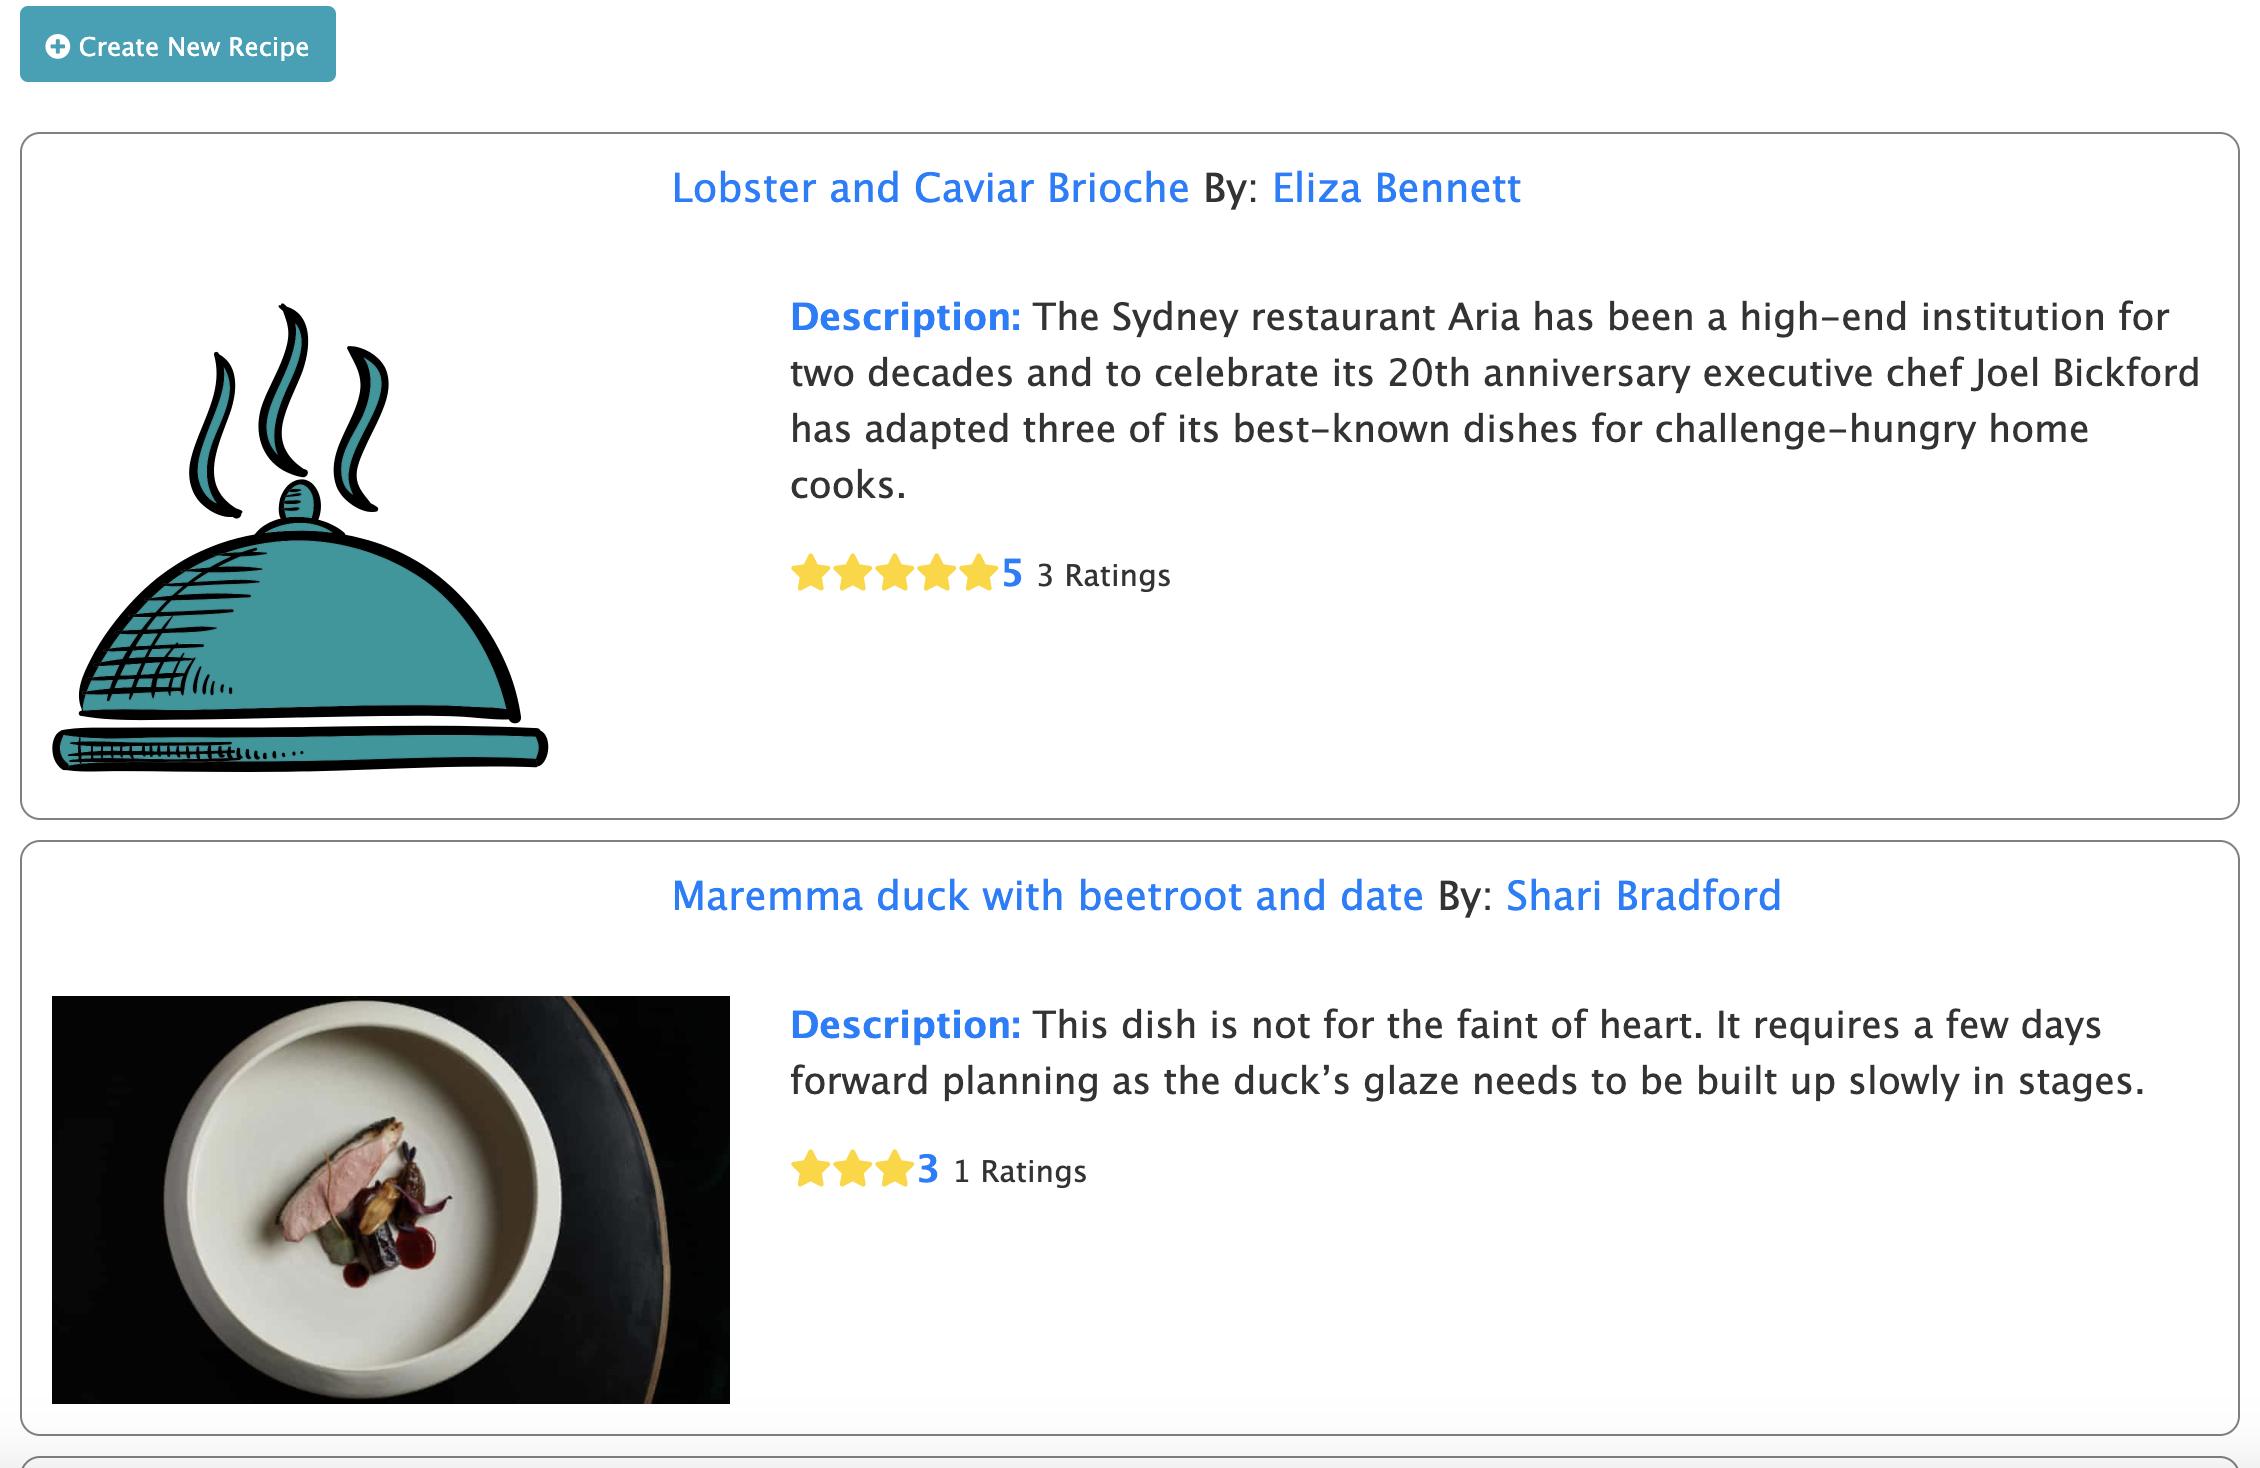 Create New Recipe
Lobster and Caviar Brioche By: Eliza Bennett
Description: The Sydney restaurant Aria has been a high-end institution for
two decades and to celebrate its 20th anniversary executive chef Joel Bickford
has adapted three of its best-known dishes for challenge-hungry home
cooks.
5 3 Ratings
Maremma duck with beetroot and date By: Shari Bradford
Description: This dish is not for the faint of heart. It requires a few days
forward planning as the duck’s glaze needs to be built up slowly in stages.
3 1 Ratings